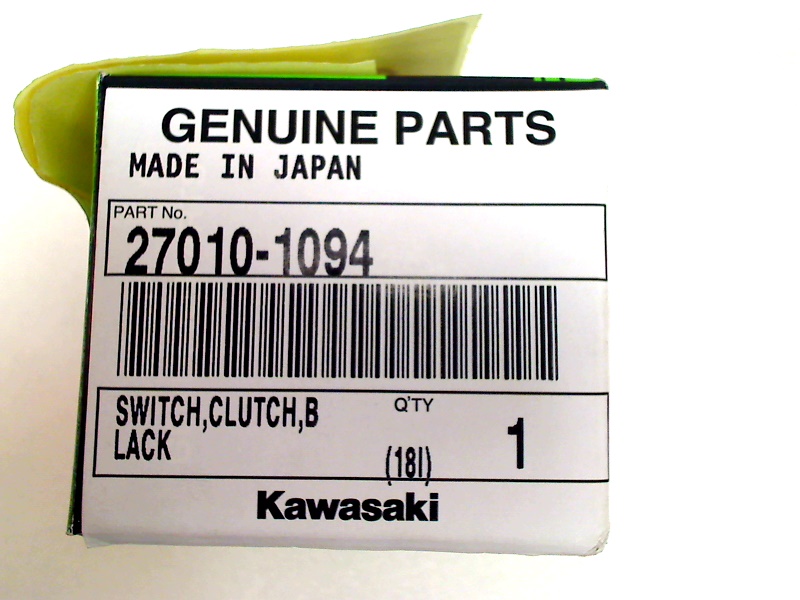 GENUINE PARTS
MADE IN JAPAN
PART No.
27010-1094
SWITCH,CLUTCH,B
LACK
Q'TY
(18I)
1
Kawasaki